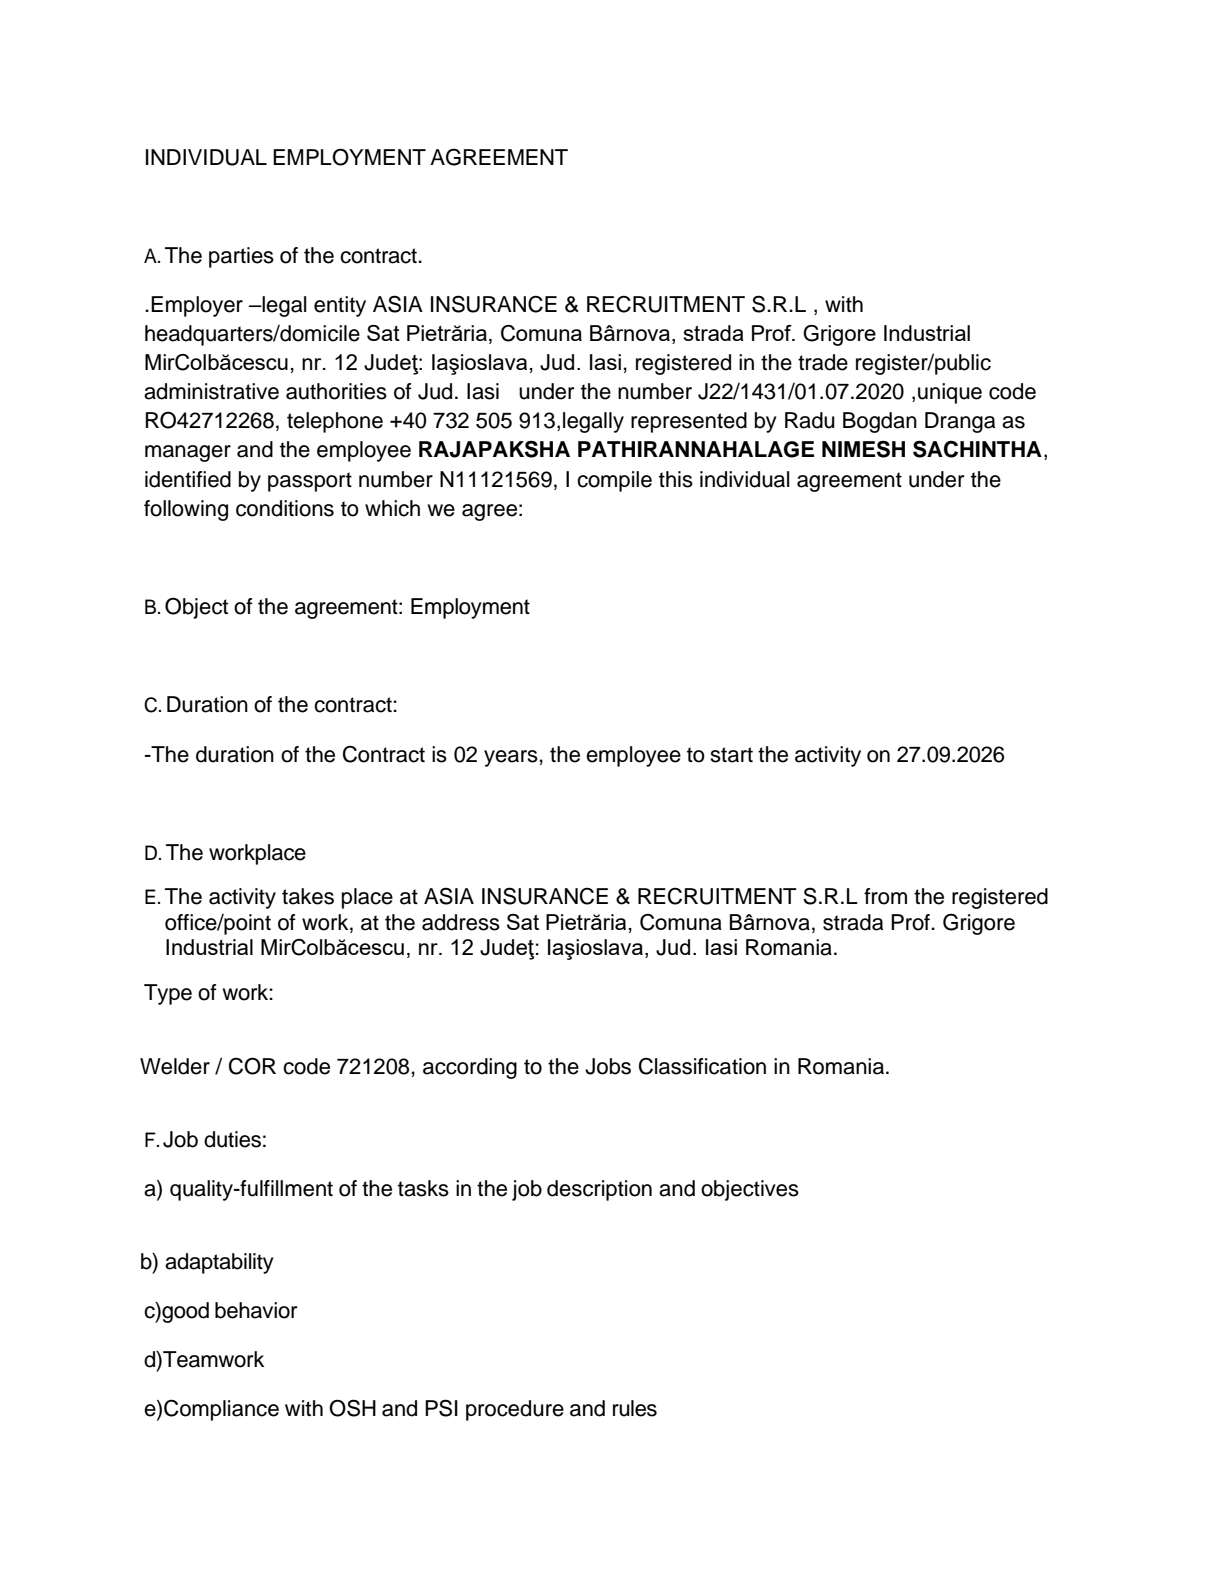 INDIVIDUAL EMPLOYMENT AGREEMENT
A. The parties of the contract.
.Employer –legal entity ASIA INSURANCE & RECRUITMENT S.R.L , with
headquarters/domicile Sat Pietrăria, Comuna Bârnova, strada Prof. Grigore Industrial
MirColbăcescu, nr. 12 Judeţ: Iaşioslava, Jud. Iasi, registered in the trade register/public
administrative authorities of Jud. Iasi under the number J22/1431/01.07.2020 ,unique code
RO42712268, telephone +40 732 505 913,legally represented by Radu Bogdan Dranga as
manager and the employee RAJAPAKSHA PATHIRANNAHALAGE NIMESH SACHINTHA,
identified by passport number N11121569, I compile this individual agreement under the
following conditions to which we agree:
B. Object of the agreement: Employment
C. Duration of the contract:
-The duration of the Contract is 02 years, the employee to start the activity on 27.09.2026
D. The workplace
E. The activity takes place at ASIA INSURANCE & RECRUITMENT S.R.L from the registered
office/point of work, at the address Sat Pietrăria, Comuna Bârnova, strada Prof. Grigore
Industrial MirColbăcescu, nr. 12 Judeţ: Iaşioslava, Jud. Iasi Romania.
Type of work:
Welder / COR code 721208, according to the Jobs Classification in Romania.
F. Job duties:
a) quality-fulfillment of the tasks in the job description and objectives
b) adaptability
c)good behavior
d)Teamwork
e)Compliance with OSH and PSI procedure and rules